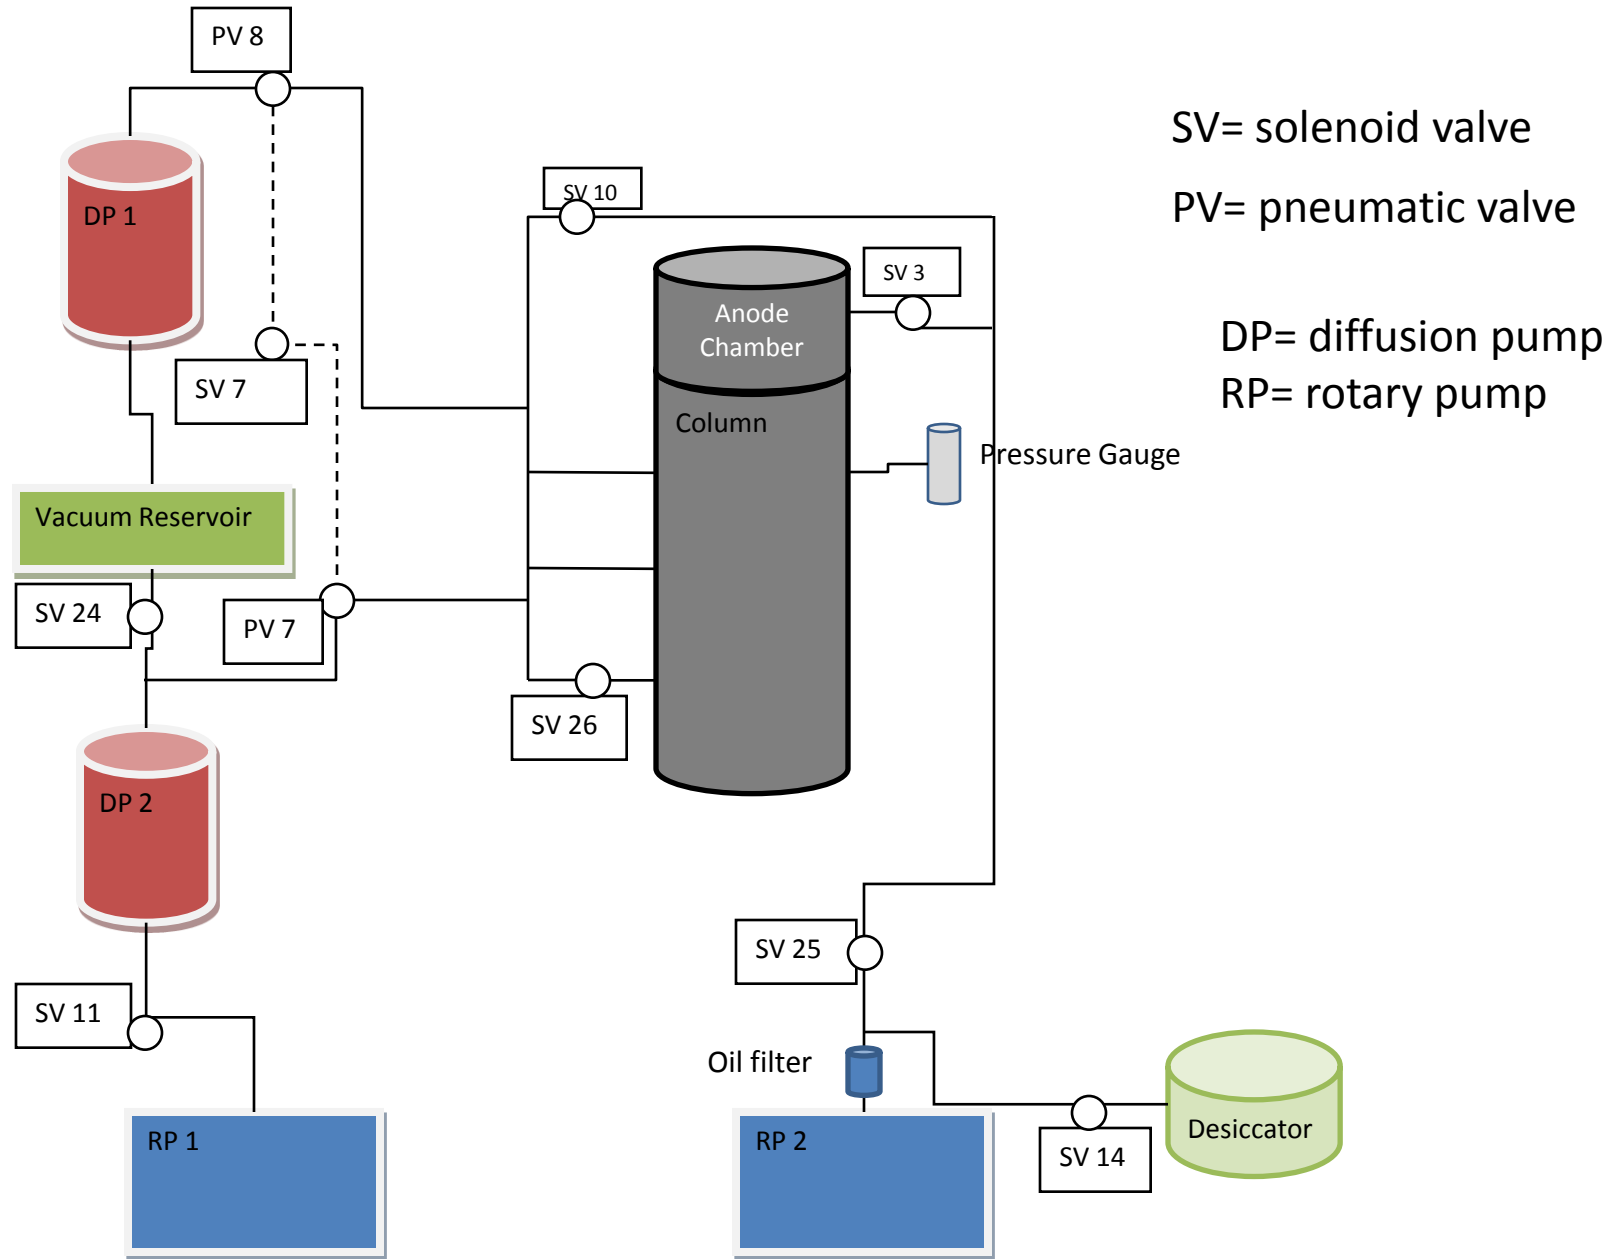 PV 8
SV= solenoid valve
SV 10
PV= pneumatic valve
DP 1
SV 3
Anode
Chamber
DP= diffusion pump
SV 7
RP= rotary pump
Column
Pressure Gauge
Vacuum Reservoir
SV 24
PV 7
SV 26
DP 2
SV 25
SV 11
Oil filter
Desiccator
RP 1
RP 2
SV 14